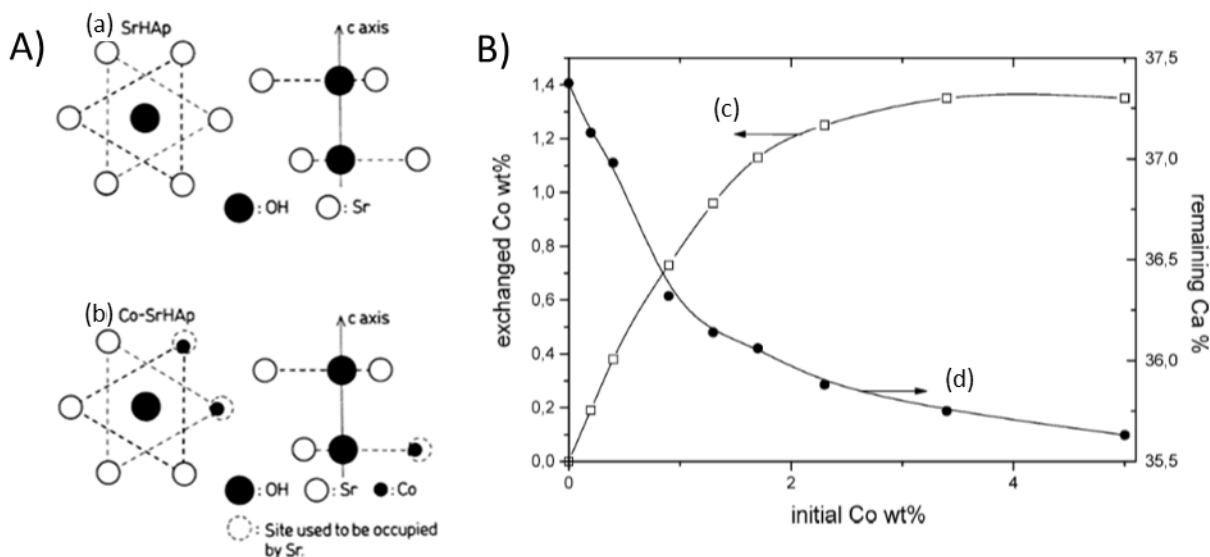 A)
(a)
SrHAp
c axis
: OH
: Sr
(b)
Co-SrHAp
c axis
: OH
: Sr
: Co
: Site used to be occupied
by Sr.
B)
exchanged Co wt%
1,4
1,2
1,0
0,8
0,6
0,4
0,2
0,0
(c)
(d)
37,5
37,0
36,5
36,0
35,5
remaining Ca %
0
2
4
initial Co wt%